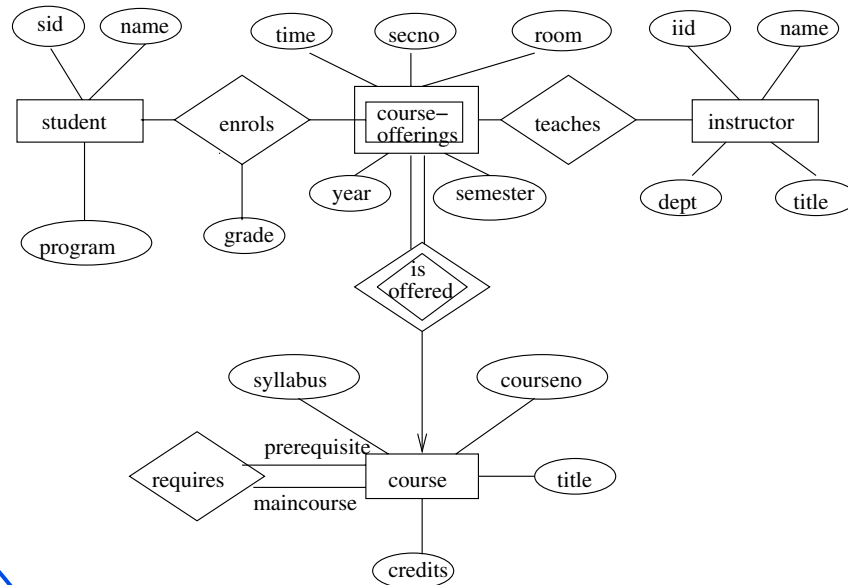 sid
name
time
secno
room
iid
name
student
enrols
course-
offerings
teaches
instructor
year
semester
dept
title
program
grade
is
offered
syllabus
courseno
prerequisite
requires
course
title
maincourse
credits